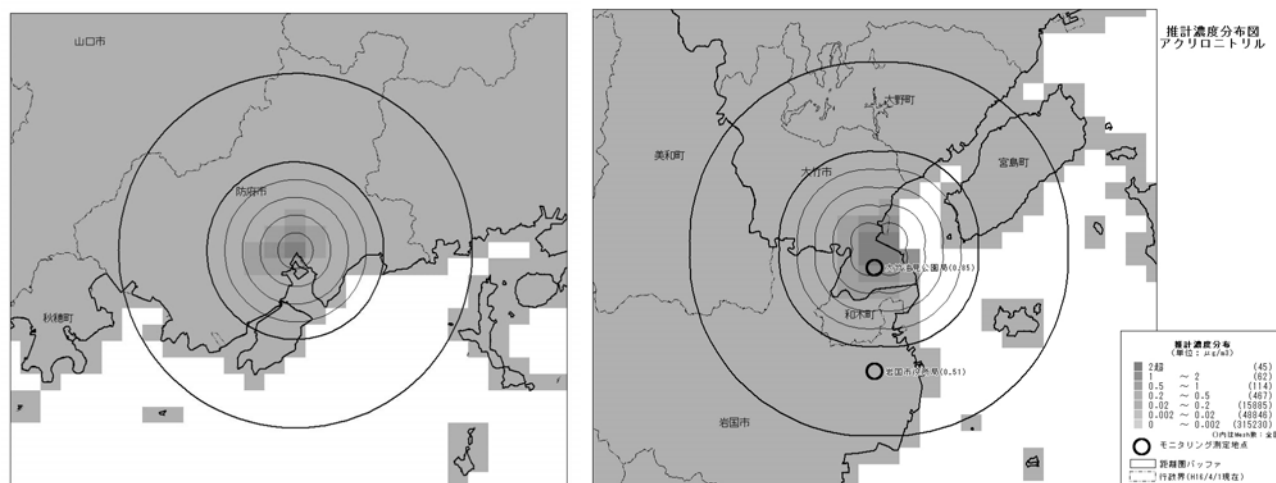 山口市
防府市
秋穂町
推計濃度分布図
アクリロニトリル
大野町
美和町
宮島町
大竹市
和木町
岩国市
推計濃度分布
(単位：μg/m3)
2超 (45)
1 ～ 2 (62)
0.5 ～ 1 (114)
0.2 ～ 0.5 (467)
0.02 ～ 0.2 (15885)
0.002 ～ 0.02 (48846)
0 ～ 0.002 (315230)
モニタリング測定地点
距離圏バッファ
行政界(H16/4/1現在)